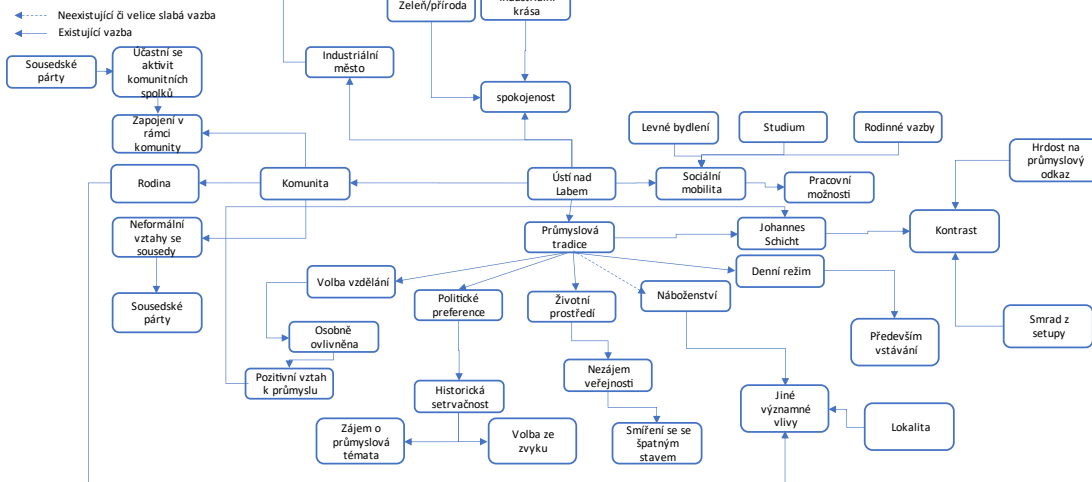 Neexistující či velice slabá vazba
Existující vazba
Zeleň/příroda
krása
Sousedské
párty
Účastní se
aktivit
komunitních
spolků
Industriální
město
spokojenost
Zapojení v
rámci
komunity
Levné bydlení
Studium
Rodinné vazby
Hrdost na
průmyslový
odkaz
Rodina
Komunita
Ústí nad
Labem
Sociální
mobilita
Pracovní
možnosti
Neformální
vztahy se
sousedy
Průmyslová
tradice
Johannes
Schicht
Kontrast
Volba vzdělání
Politické
preference
Životní
prostředí
Náboženství
Denní režim
Sousedské
párty
Osobně
ovlivněna
Především
vstávání
Smrad z
setupy
Pozitivní vztah
k průmyslu
Historická
setrvačnost
Nezájem
veřejnosti
Jiné
významné
vlivy
Lokalita
Zájem o
průmyslová
témata
Volba ze
zvyku
Smíření se se
špatným
stavem